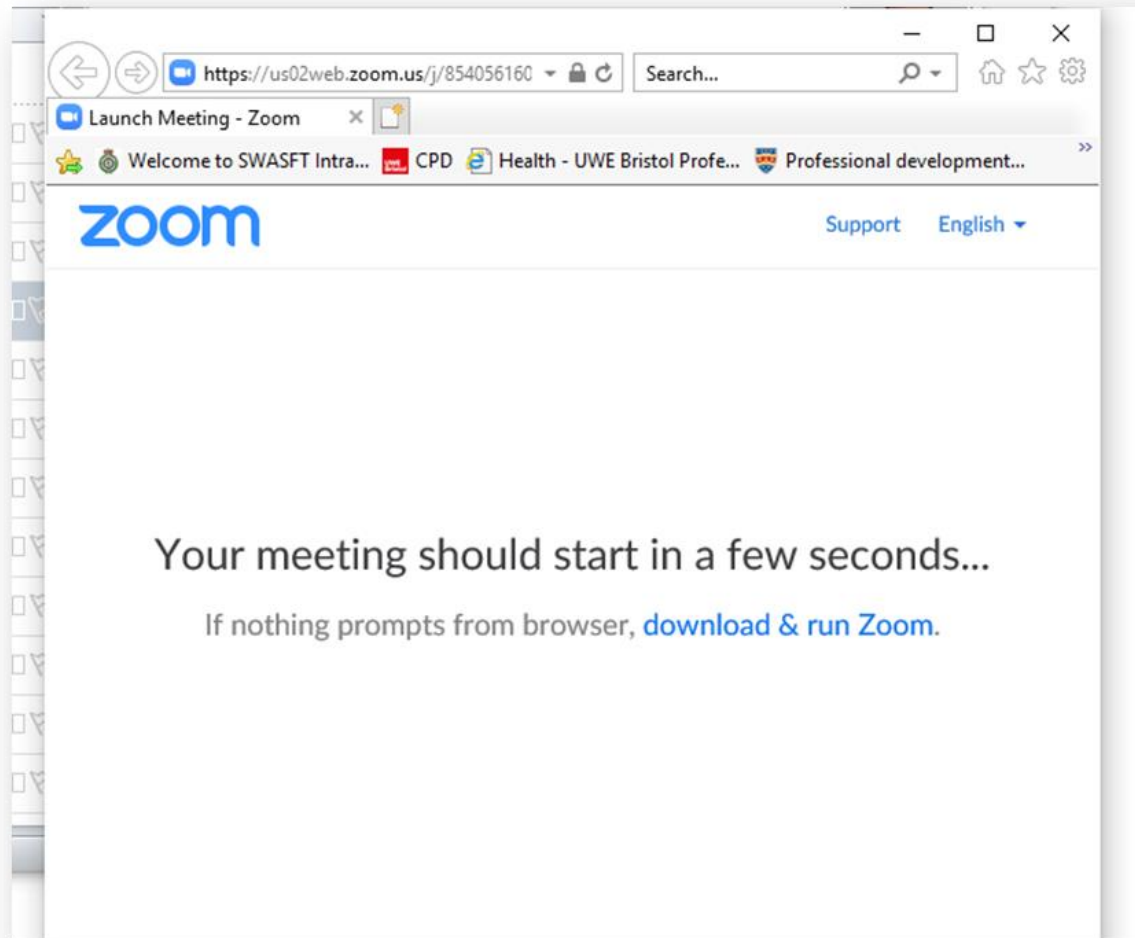 https://us02web.zoom.us/j/854056160 Search...
Launch Meeting - Zoom
Welcome to SWASFT Intra... UWE Bristol CPD Health - UWE Bristol Profe... Professional development...
zoom Support English
Your meeting should start in a few seconds...
If nothing prompts from browser, download & run Zoom.